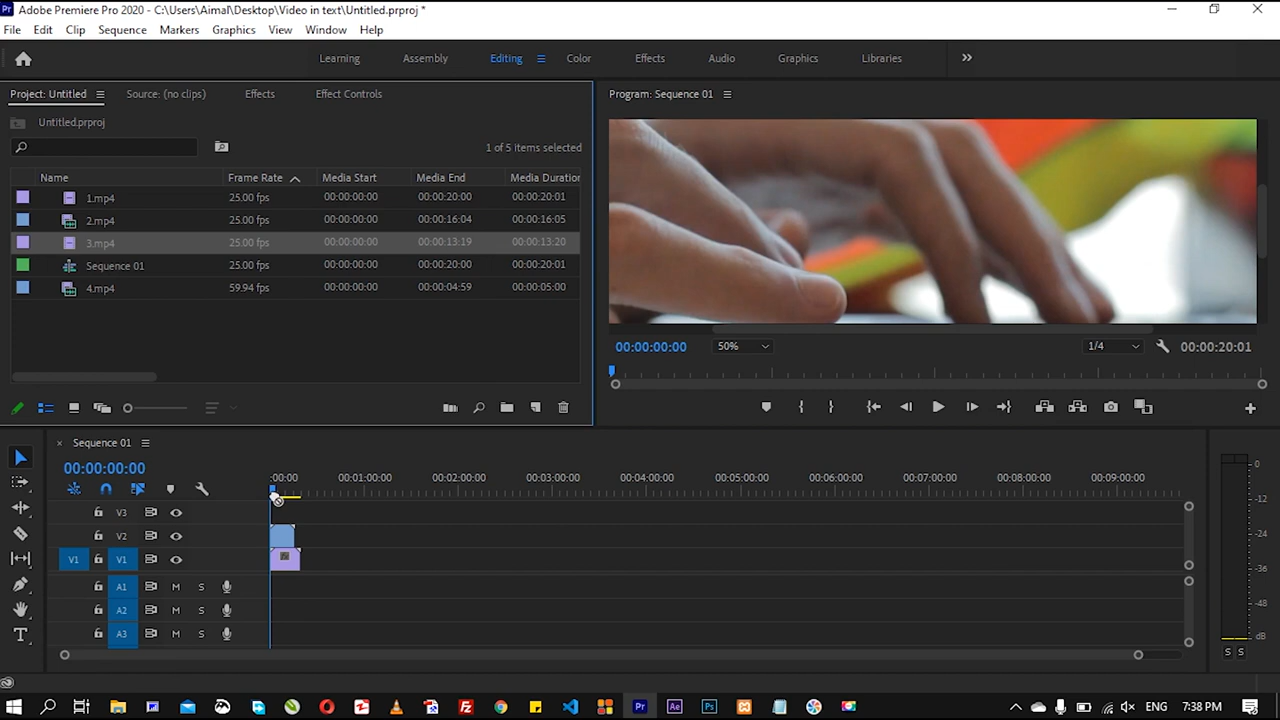 Adobe Premiere Pro 2020 - C:\Users\Aimal\Desktop\Video in text\Untitled.prproj *
File Edit Clip Sequence Markers Graphics View Window Help
Learning Assembly Editing Color Effects Audio Graphics Libraries
Project: Untitled Source: (no clips) Effects Effect Controls
Program: Sequence 01
Untitled.prproj
1 of 5 items selected
Name Frame Rate Media Start Media End Media Duration
1.mp4 25.00 fps 00:00:00:00 00:00:20:00 00:00:20:01
2.mp4 25.00 fps 00:00:00:00 00:00:16:04 00:00:16:05
3.mp4 25.00 fps 00:00:00:00 00:00:13:19 00:00:13:20
Sequence 01 25.00 fps 00:00:00:00 00:00:20:00 00:00:20:01
4.mp4 59.94 fps 00:00:00:00 00:00:04:59 00:00:05:00
00:00:00:00 50% 1/4 00:00:20:01
Sequence 01
00:00:00:00
:00:00 00:01:00:00 00:02:00:00 00:03:00:00 00:04:00:00 00:05:00:00 00:06:00:00 00:07:00:00 00:08:00:00 00:09:00:00
V3
V2
V1 V1
A1 M S
A2 M S
A3 M S
0
-12
-24
-36
-48
dB
S S
ENG 7:38 PM